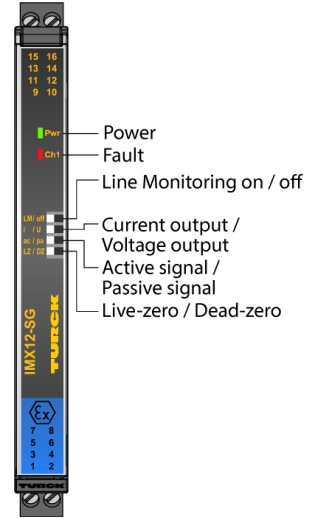 15 16
13 14
11 12
9 10
Pwr
Power
Ch1
Fault
Line Monitoring on / off
LM/ off
I / U
Current output /
Voltage output
ac / pa
Active signal /
Passive signal
LZ / DZ
Live-zero / Dead-zero
IMX12-SG
TURCK
Ex
7 8
5 6
3 4
1 2
TURCK